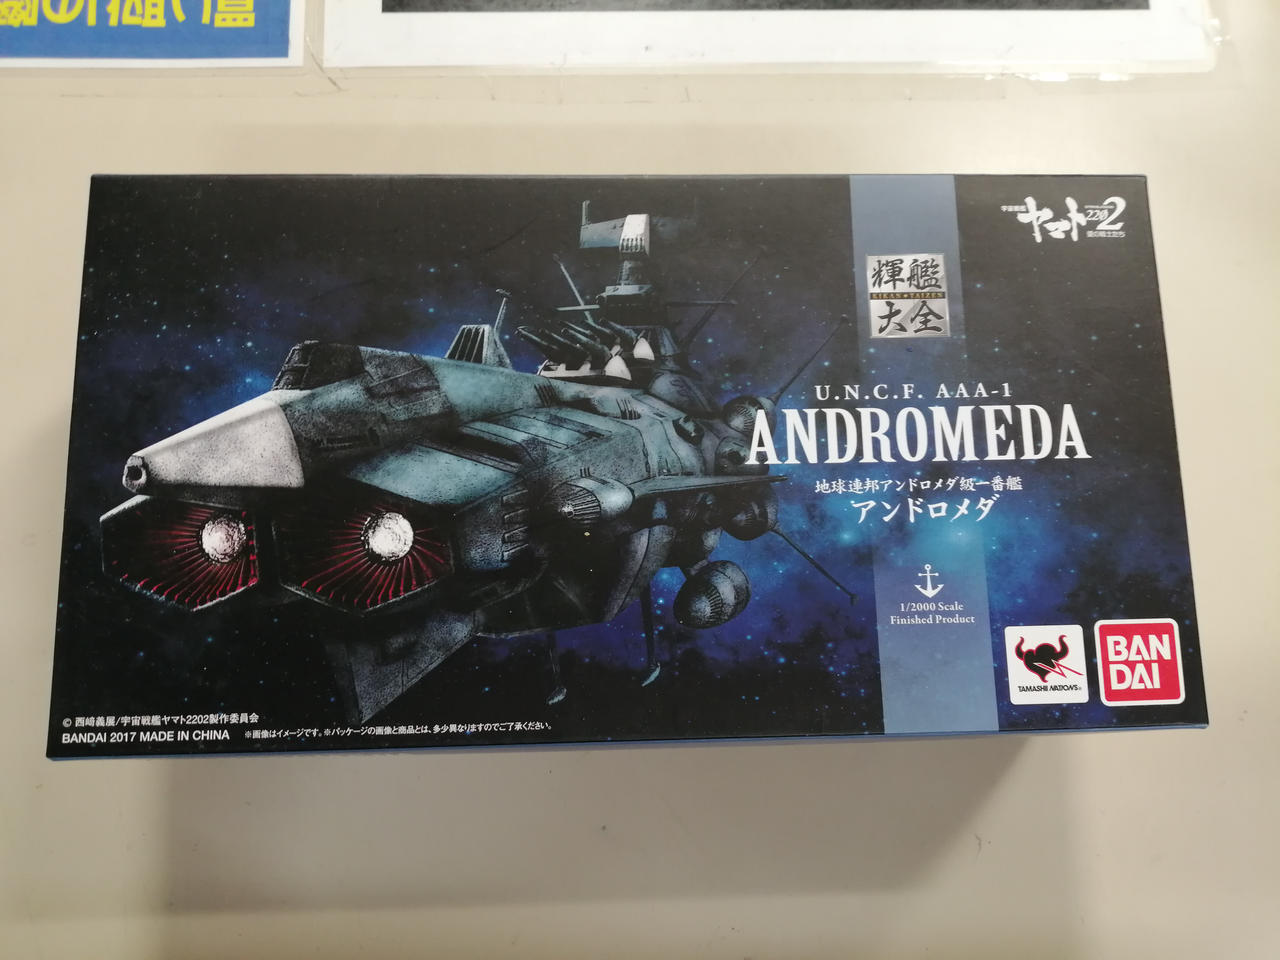 宇宙戦艦
ヤマト2202
愛の戦士たち
輝艦
KIKAN★TAIZEN
大全
U.N.C.F. AAA-1
ANDROMEDA
地球連邦アンドロメダ級一番艦
アンドロメダ
1/2000 Scale
Finished Product
TAMASHII NATIONS®
BAN
DAI
© 西﨑義展/宇宙戦艦ヤマト2202製作委員会
BANDAI 2017 MADE IN CHINA
※画像はイメージです。※パッケージの画像と商品とは、多少異なりますのでご了承ください。